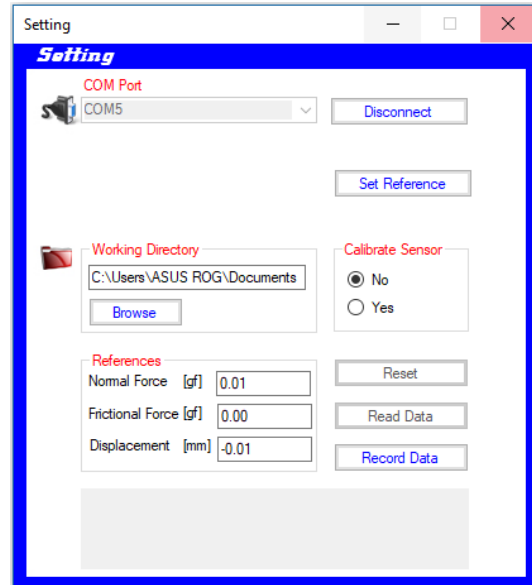 Setting
Setting
COM Port
COM5
Disconnect
Set Reference
Working Directory
C:\Users\ASUS ROG\Documents
Browse
Calibrate Sensor
No
Yes
References
Normal Force [gf] 0.01
Frictional Force [gf] 0.00
Displacement [mm] -0.01
Reset
Read Data
Record Data